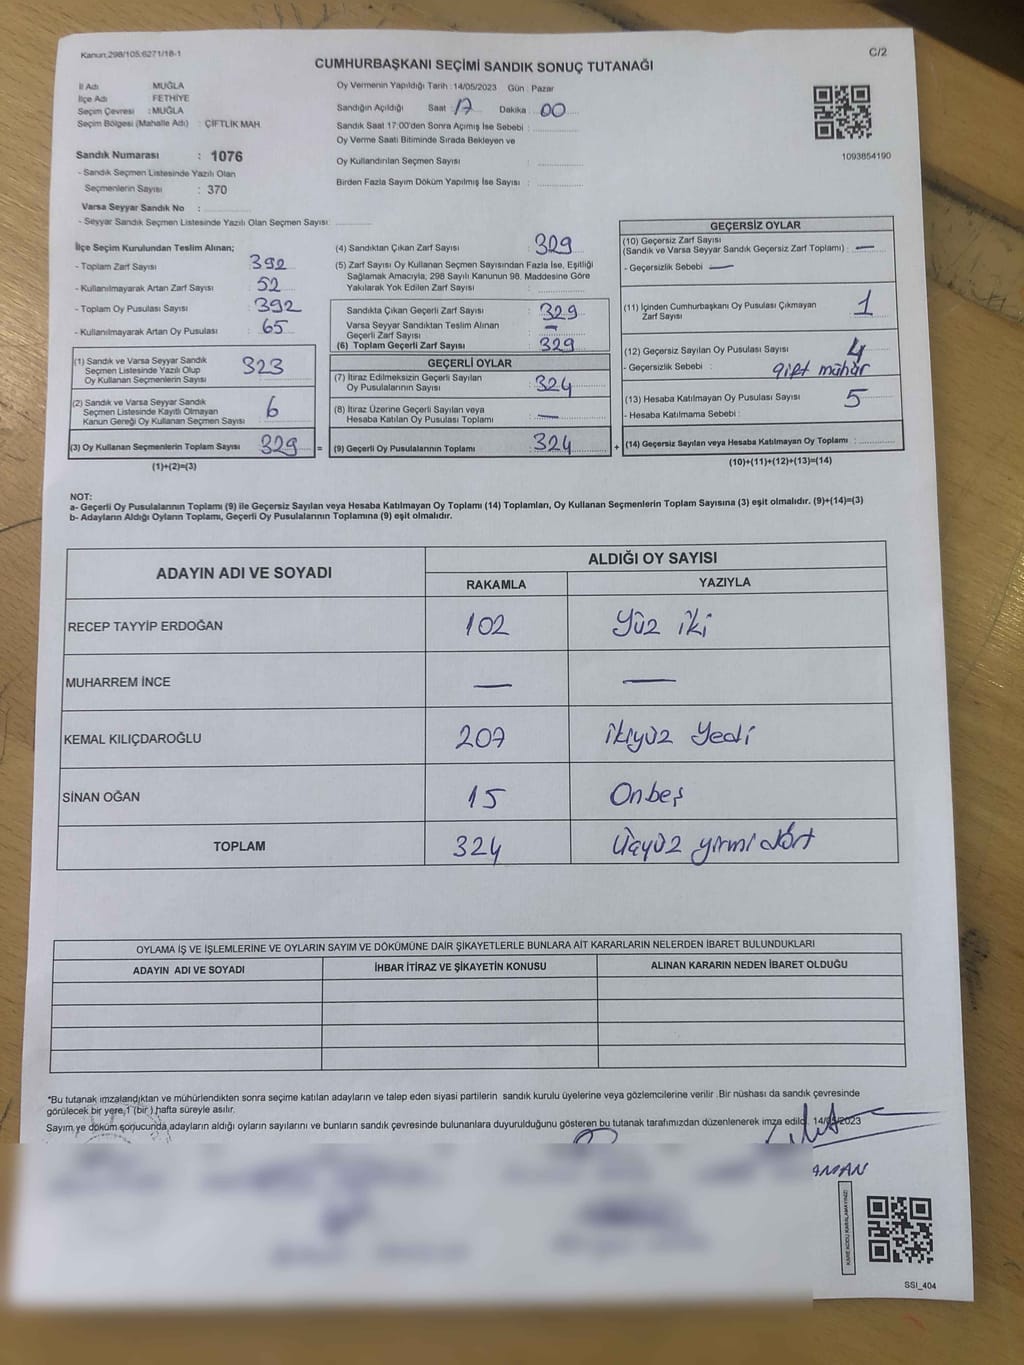 Kanun:298/105;6271/18-1
C/2
CUMHURBAŞKANI SEÇİMİ SANDIK SONUÇ TUTANAĞI
İl Adı MUĞLA
İlçe Adı FETHİYE
Seçim Çevresi : MUĞLA
Seçim Bölgesi (Mahalle Adı) : ÇİFTLİK MAH
Sandık Numarası : 1076
- Sandık Seçmen Listesinde Yazılı Olan
Seçmenlerin Sayısı : 370
Varsa Seyyar Sandık No :
- Seyyar Sandık Seçmen Listesinde Yazılı Olan Seçmen Sayısı:
Oy Vermenin Yapıldığı Tarih : 14/05/2023 Gün : Pazar
Sandığın Açıldığı Saat : 17 Dakika : 00
Sandık Saat 17:00'den Sonra Açımış İse Sebebi :
Oy Verme Saati Bitiminde Sırada Bekleyen ve
Oy Kullandırılan Seçmen Sayısı :
Birden Fazla Sayım Döküm Yapılmış İse Sayısı :
1093854190
İlçe Seçim Kurulundan Teslim Alınan;
- Toplam Zarf Sayısı : 392
- Kullanılmayarak Artan Zarf Sayısı : 52
- Toplam Oy Pusulası Sayısı : 392
- Kullanılmayarak Artan Oy Pusulası : 65
(1) Sandık ve Varsa Seyyar Sandık
Seçmen Listesinde Yazılı Olup
Oy Kullanan Seçmenlerin Sayısı : 323
(2) Sandık ve Varsa Seyyar Sandık
Seçmen Listesinde Kayıtlı Olmayan
Kanun Gereği Oy Kullanan Seçmen Sayısı : 6
(3) Oy Kullanan Seçmenlerin Toplam Sayısı : 329 =
(1)+(2)=(3)
(4) Sandıktan Çıkan Zarf Sayısı : 329
(5) Zarf Sayısı Oy Kullanan Seçmen Sayısından Fazla İse, Eşitliği
Sağlamak Amacıyla, 298 Sayılı Kanunun 98. Maddesine Göre
Yakılarak Yok Edilen Zarf Sayısı :
Sandıkta Çıkan Geçerli Zarf Sayısı : 329
Varsa Seyyar Sandıktan Teslim Alınan
Geçerli Zarf Sayısı : —
(6) Toplam Geçerli Zarf Sayısı : 329
GEÇERLİ OYLAR
(7) İtiraz Edilmeksizin Geçerli Sayılan
Oy Pusulalarının Sayısı : 324
(8) İtiraz Üzerine Geçerli Sayılan veya
Hesaba Katılan Oy Pusulası Toplamı : —
(9) Geçerli Oy Pusulalarının Toplamı : 324 +
GEÇERSİZ OYLAR
(10) Geçersiz Zarf Sayısı
(Sandık ve Varsa Seyyar Sandık Geçersiz Zarf Toplamı) : —
- Geçersizlik Sebebi : —
(11) İçinden Cumhurbaşkanı Oy Pusulası Çıkmayan
Zarf Sayısı : 1
(12) Geçersiz Sayılan Oy Pusulası Sayısı : 4
- Geçersizlik Sebebi : çift mühür
(13) Hesaba Katılmayan Oy Pusulası Sayısı : 5
- Hesaba Katılmama Sebebi :
(14) Geçersiz Sayılan veya Hesaba Katılmayan Oy Toplamı :
(10)+(11)+(12)+(13)=(14)
NOT:
a- Geçerli Oy Pusulalarının Toplamı (9) ile Geçersiz Sayılan veya Hesaba Katılmayan Oy Toplamı (14) Toplamları, Oy Kullanan Seçmenlerin Toplam Sayısına (3) eşit olmalıdır. (9)+(14)=(3)
b- Adayların Aldığı Oyların Toplamı, Geçerli Oy Pusulalarının Toplamına (9) eşit olmalıdır.
ADAYIN ADI VE SOYADI ALDIĞI OY SAYISI
RAKAMLA YAZIYLA
RECEP TAYYİP ERDOĞAN 102 Yüz iki
MUHARREM İNCE — —
KEMAL KILIÇDAROĞLU 207 ikiyüz Yedi
SİNAN OĞAN 15 Onbeş
TOPLAM 324 Üçyüz yirmi dört
OYLAMA İŞ VE İŞLEMLERİNE VE OYLARIN SAYIM VE DÖKÜMÜNE DAİR ŞİKAYETLERLE BUNLARA AİT KARARLARIN NELERDEN İBARET BULUNDUKLARI
ADAYIN ADI VE SOYADI İHBAR İTİRAZ VE ŞİKAYETİN KONUSU ALINAN KARARIN NEDEN İBARET OLDUĞU
*Bu tutanak imzalandıktan ve mühürlendikten sonra seçime katılan adayların ve talep eden siyasi partilerin sandık kurulu üyelerine veya gözlemcilerine verilir .Bir nüshası da sandık çevresinde
görülecek bir yere,1 (bir ) hafta süreyle asılır.
Sayım ve döküm sonucunda adayların aldığı oyların sayılarını ve bunların sandık çevresinde bulunanlara duyurulduğunu gösteren bu tutanak tarafımızdan düzenlenerek imza edildi. 14/05/2023
KARE KODU KARALAMAYINIZ!
SSİ_404